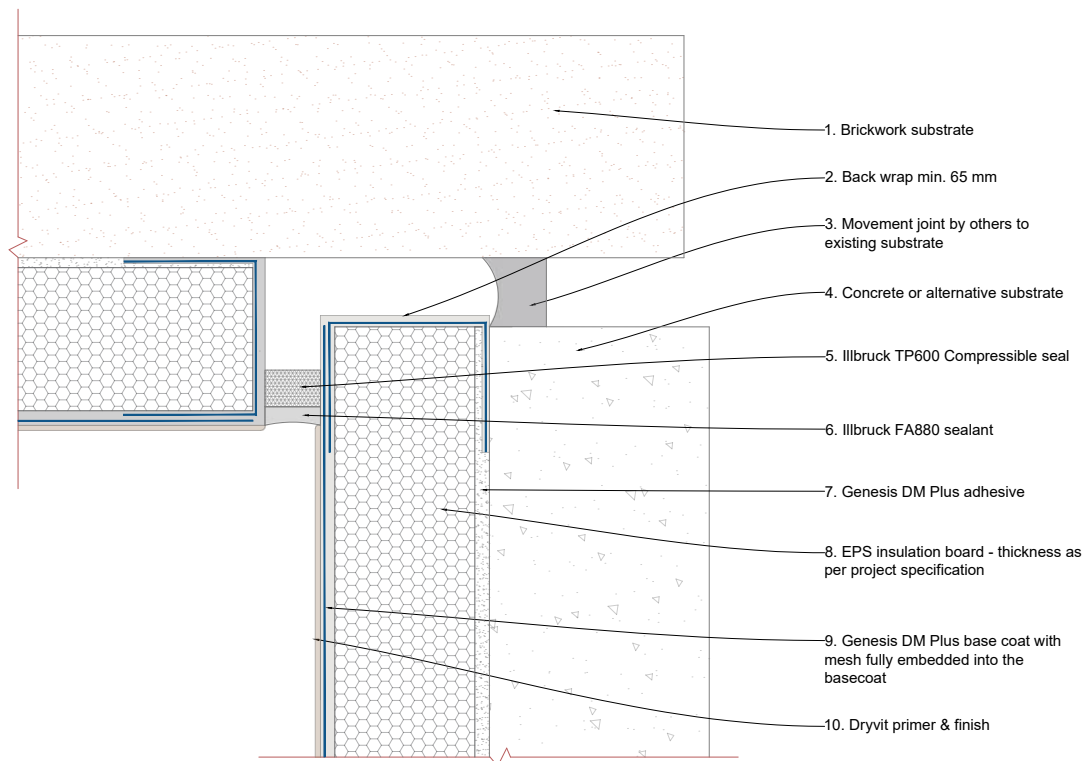 1. Brickwork substrate
2. Back wrap min. 65 mm
3. Movement joint by others to
existing substrate
4. Concrete or alternative substrate
5. Illbruck TP600 Compressible seal
6. Illbruck FA880 sealant
7. Genesis DM Plus adhesive
8. EPS insulation board - thickness as
per project specification
9. Genesis DM Plus base coat with
mesh fully embedded into the
basecoat
10. Dryvit primer & finish